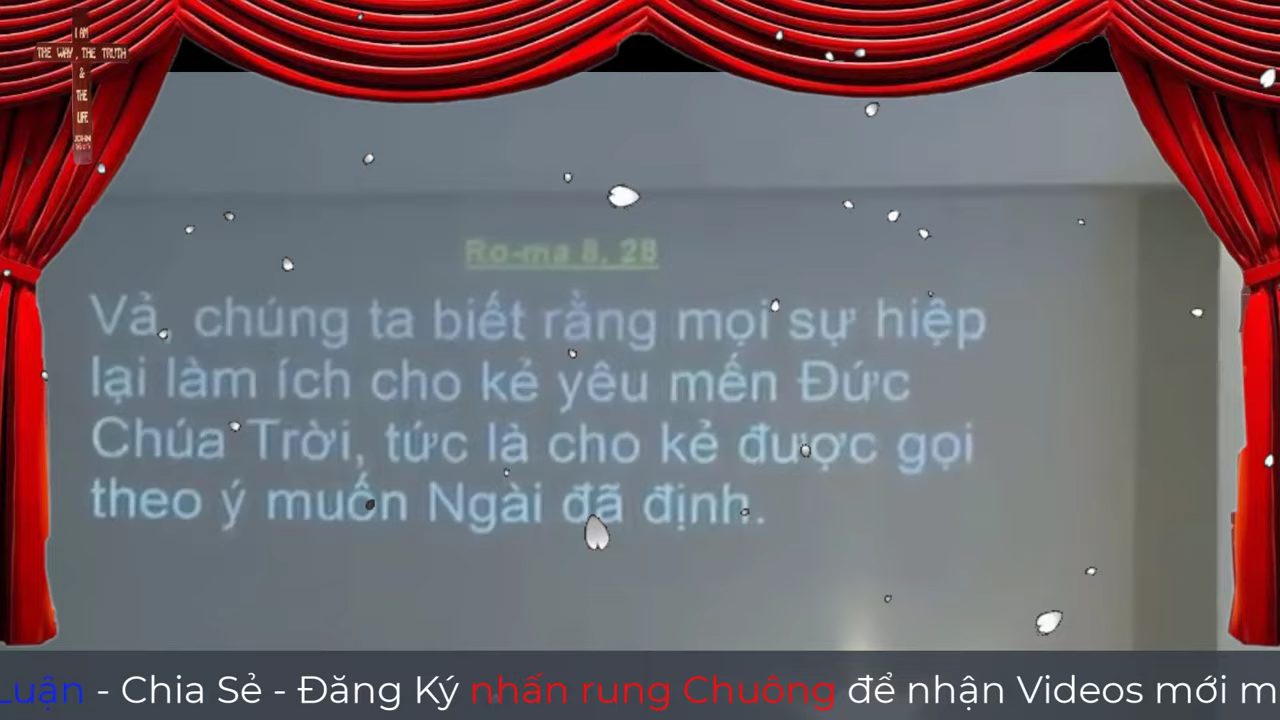 I AM
THE WAY, THE TRUTH
&
THE
LIFE
JOHN
Ro-ma 8, 28
Vả, chúng ta biết rằng mọi sự hiệp
lại làm ích cho kẻ yêu mến Đức
Chúa Trời, tức là cho kẻ được gọi
theo ý muốn Ngài đã định.
Luận - Chia Sẻ - Đăng Ký nhấn rung Chuông để nhận Videos mới m